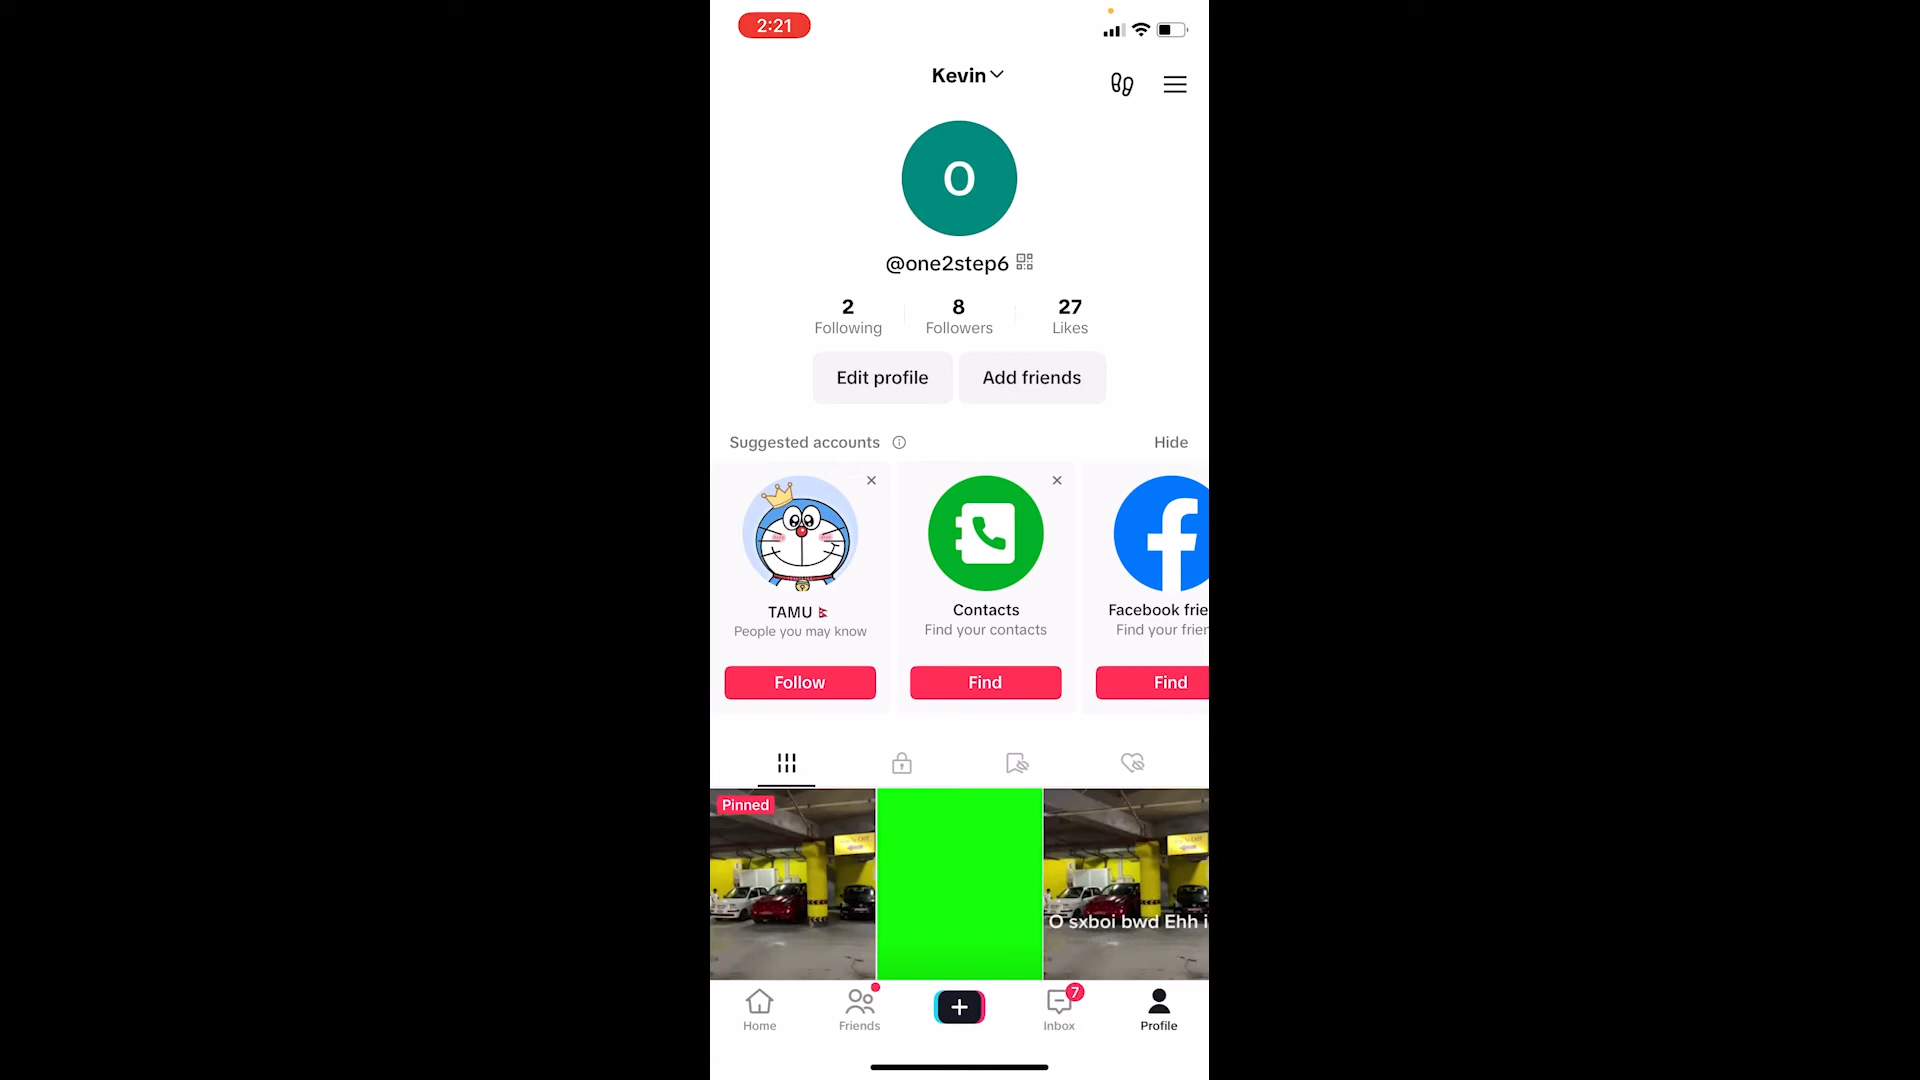 2:21
Kevin
O
@one2step6
2 8 27
Following Followers Likes
Edit profile Add friends
Suggested accounts Hide
TAMU Contacts Facebook frie
People you may know Find your contacts Find your frien
Follow Find Find
Pinned
O sxboi bwd Ehh i
7
Home Friends Inbox Profile